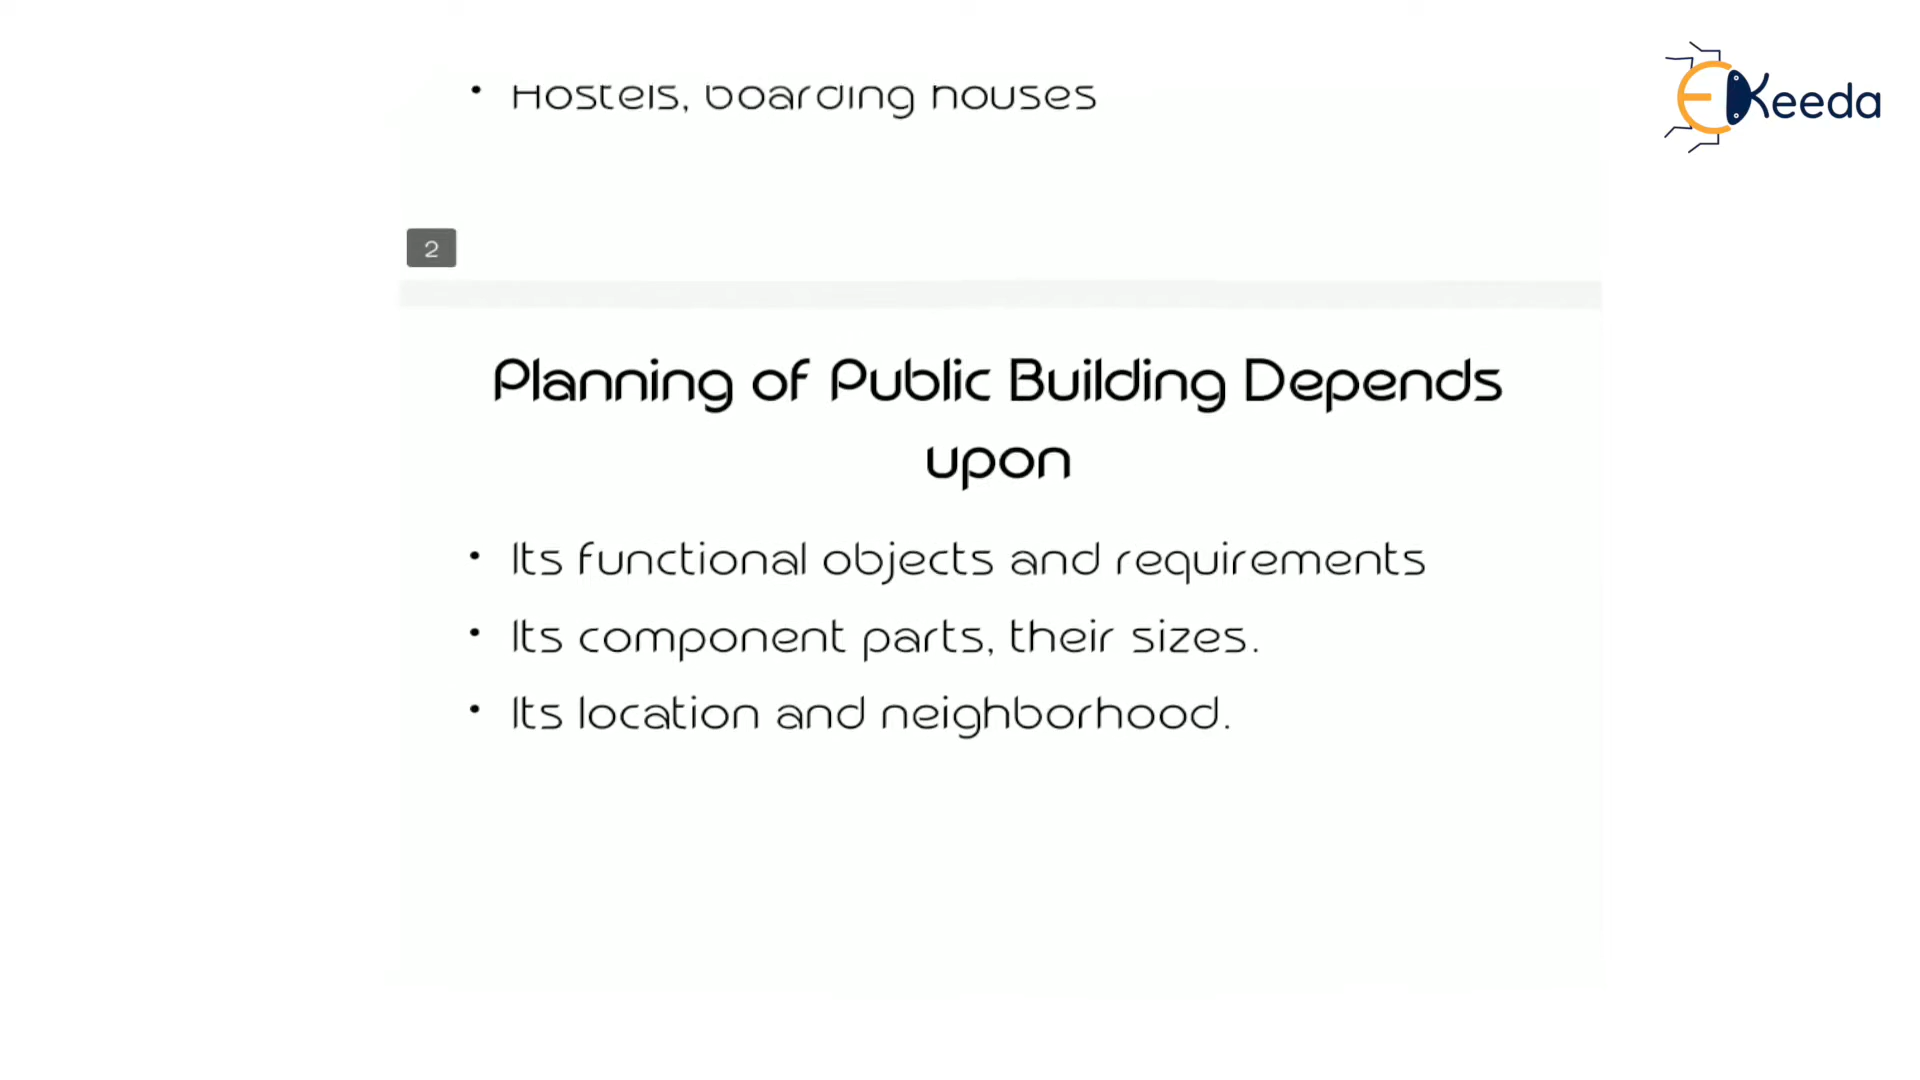 • Hostels, boarding houses
EKeeda
2
Planning of Public Building Depends
upon
• Its functional objects and requirements
• Its component parts, their sizes.
• Its location and neighborhood.